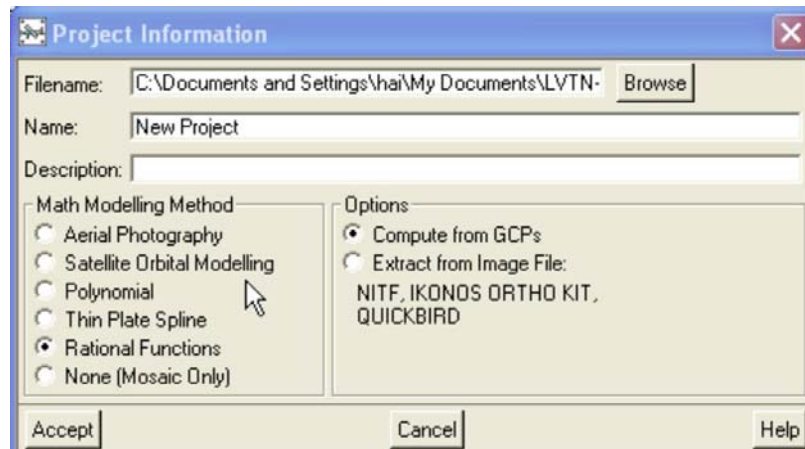 Project Information
Filename: C:\Documents and Settings\hai\My Documents\LVTN- Browse
Name: New Project
Description:
Math Modelling Method
Aerial Photography
Satellite Orbital Modelling
Polynomial
Thin Plate Spline
Rational Functions
None (Mosaic Only)
Options
Compute from GCPs
Extract from Image File:
NITF, IKONOS ORTHO KIT,
QUICKBIRD
Accept Cancel Help